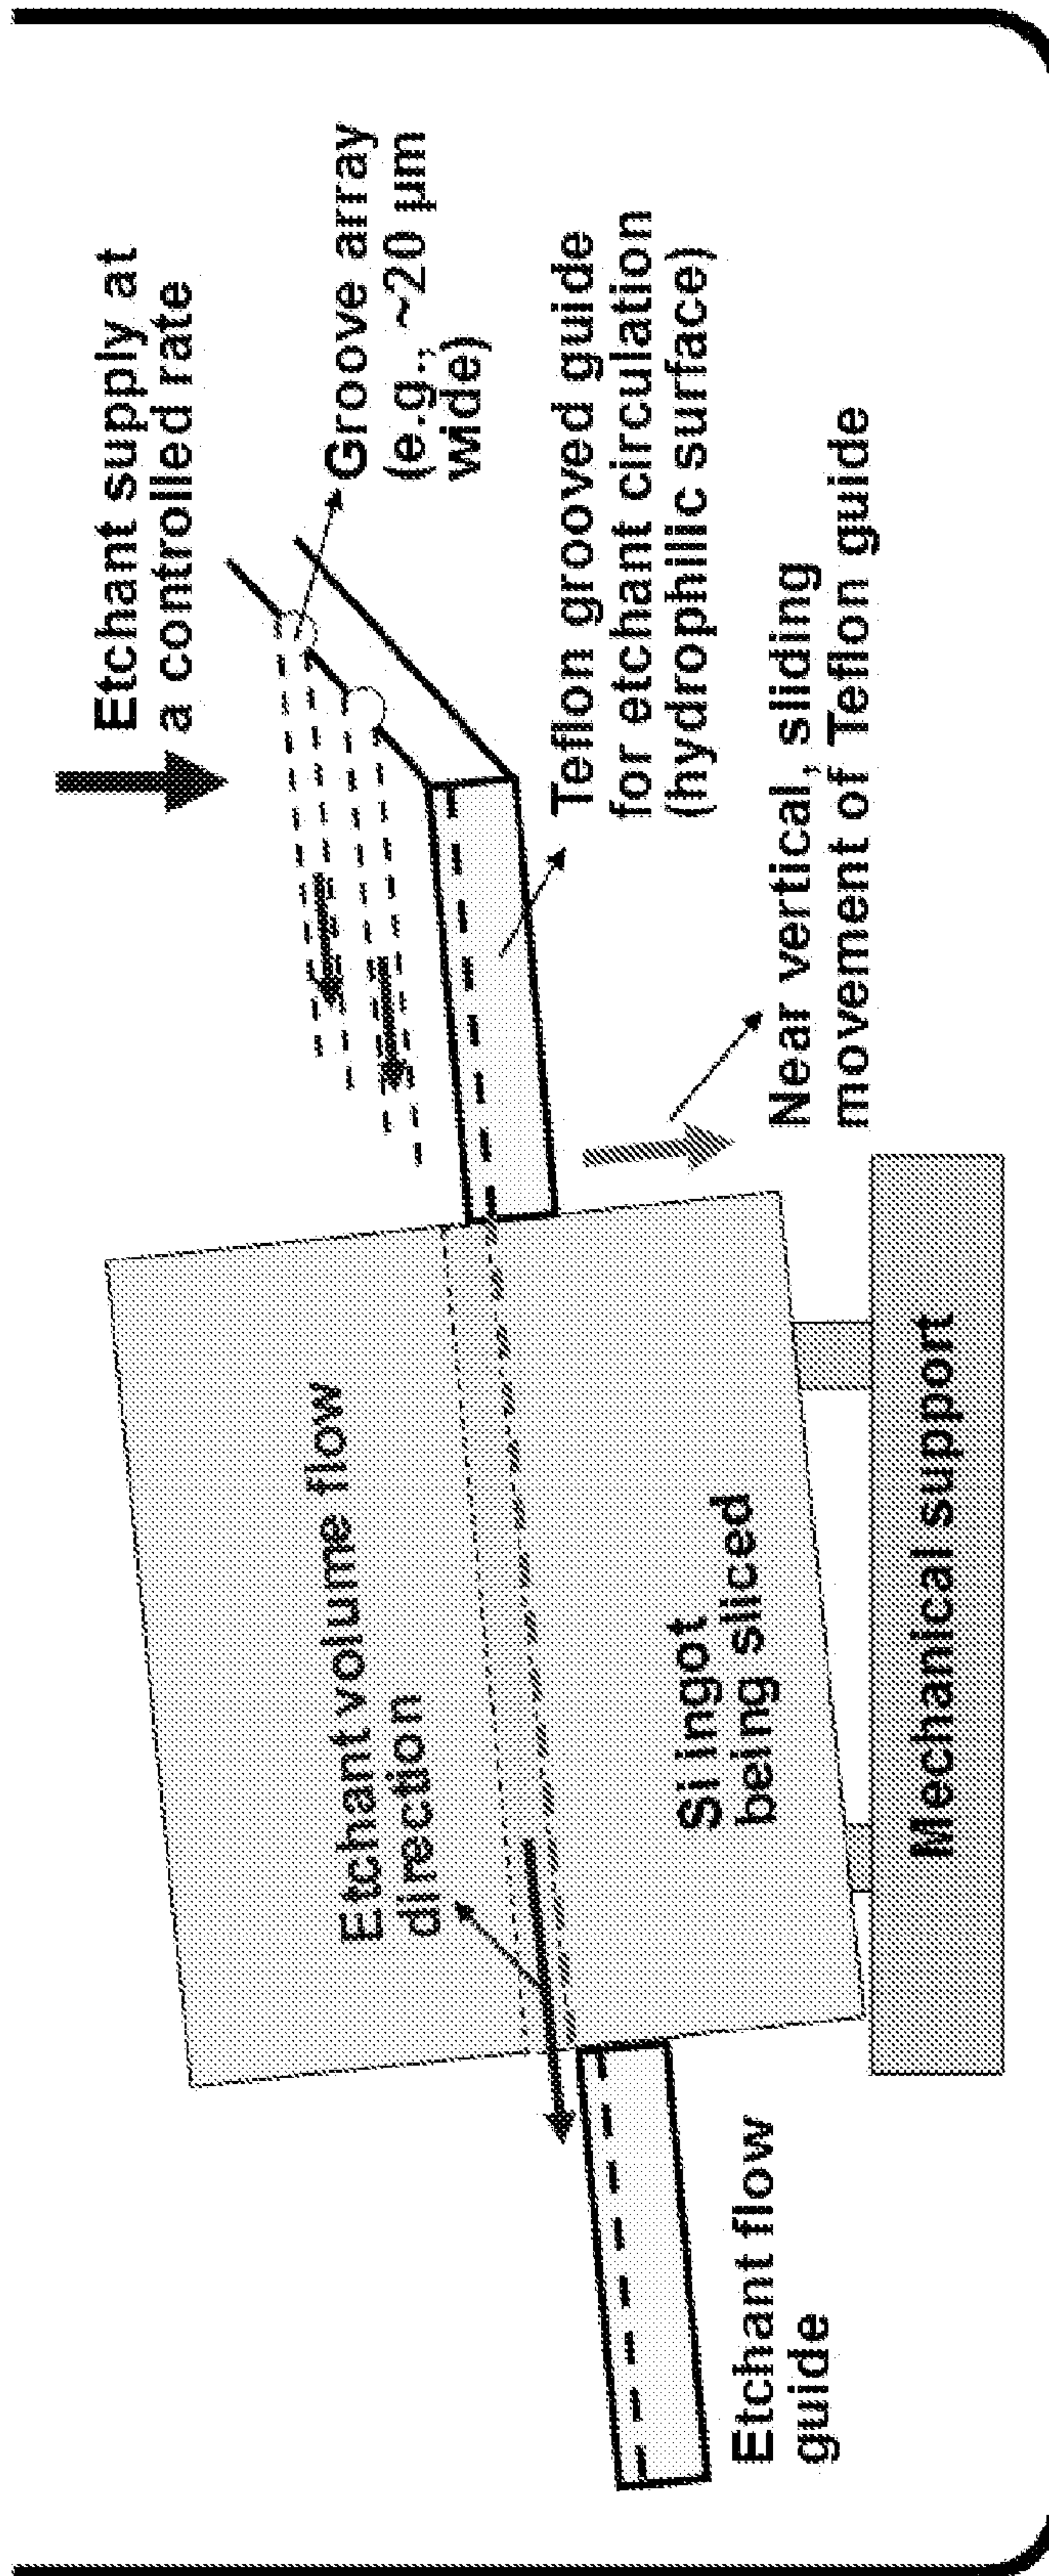 Etchant supply at
a controlled rate
Groove array
(e.g., ~20 µm
wide)
Teflon grooved guide
for etchant circulation
(hydrophilic surface)
Near vertical, sliding
movement of Teflon guide
Etchant volume flow
direction
Si ingot
being sliced
Mechanical support
Etchant flow
guide